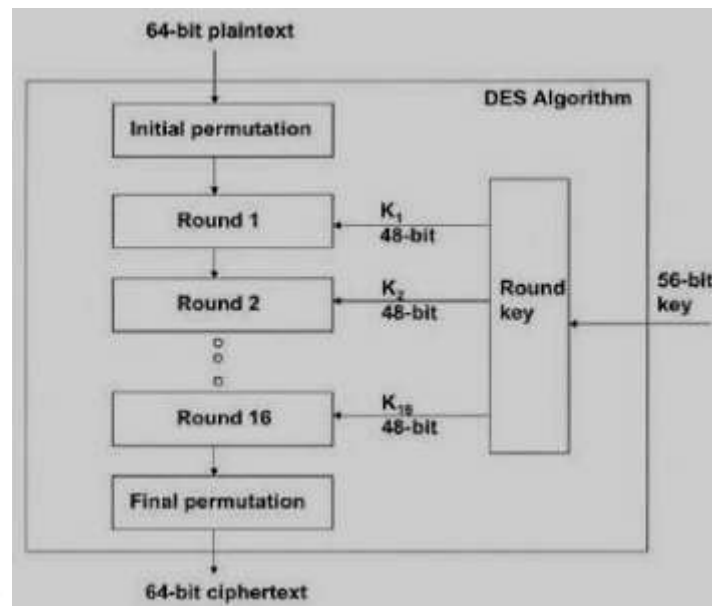 64-bit plaintext
DES Algorithm
Initial permutation
Round 1
K1
48-bit
Round 2
K2
48-bit
Round
key
56-bit
key
Round 16
K16
48-bit
Final permutation
64-bit ciphertext